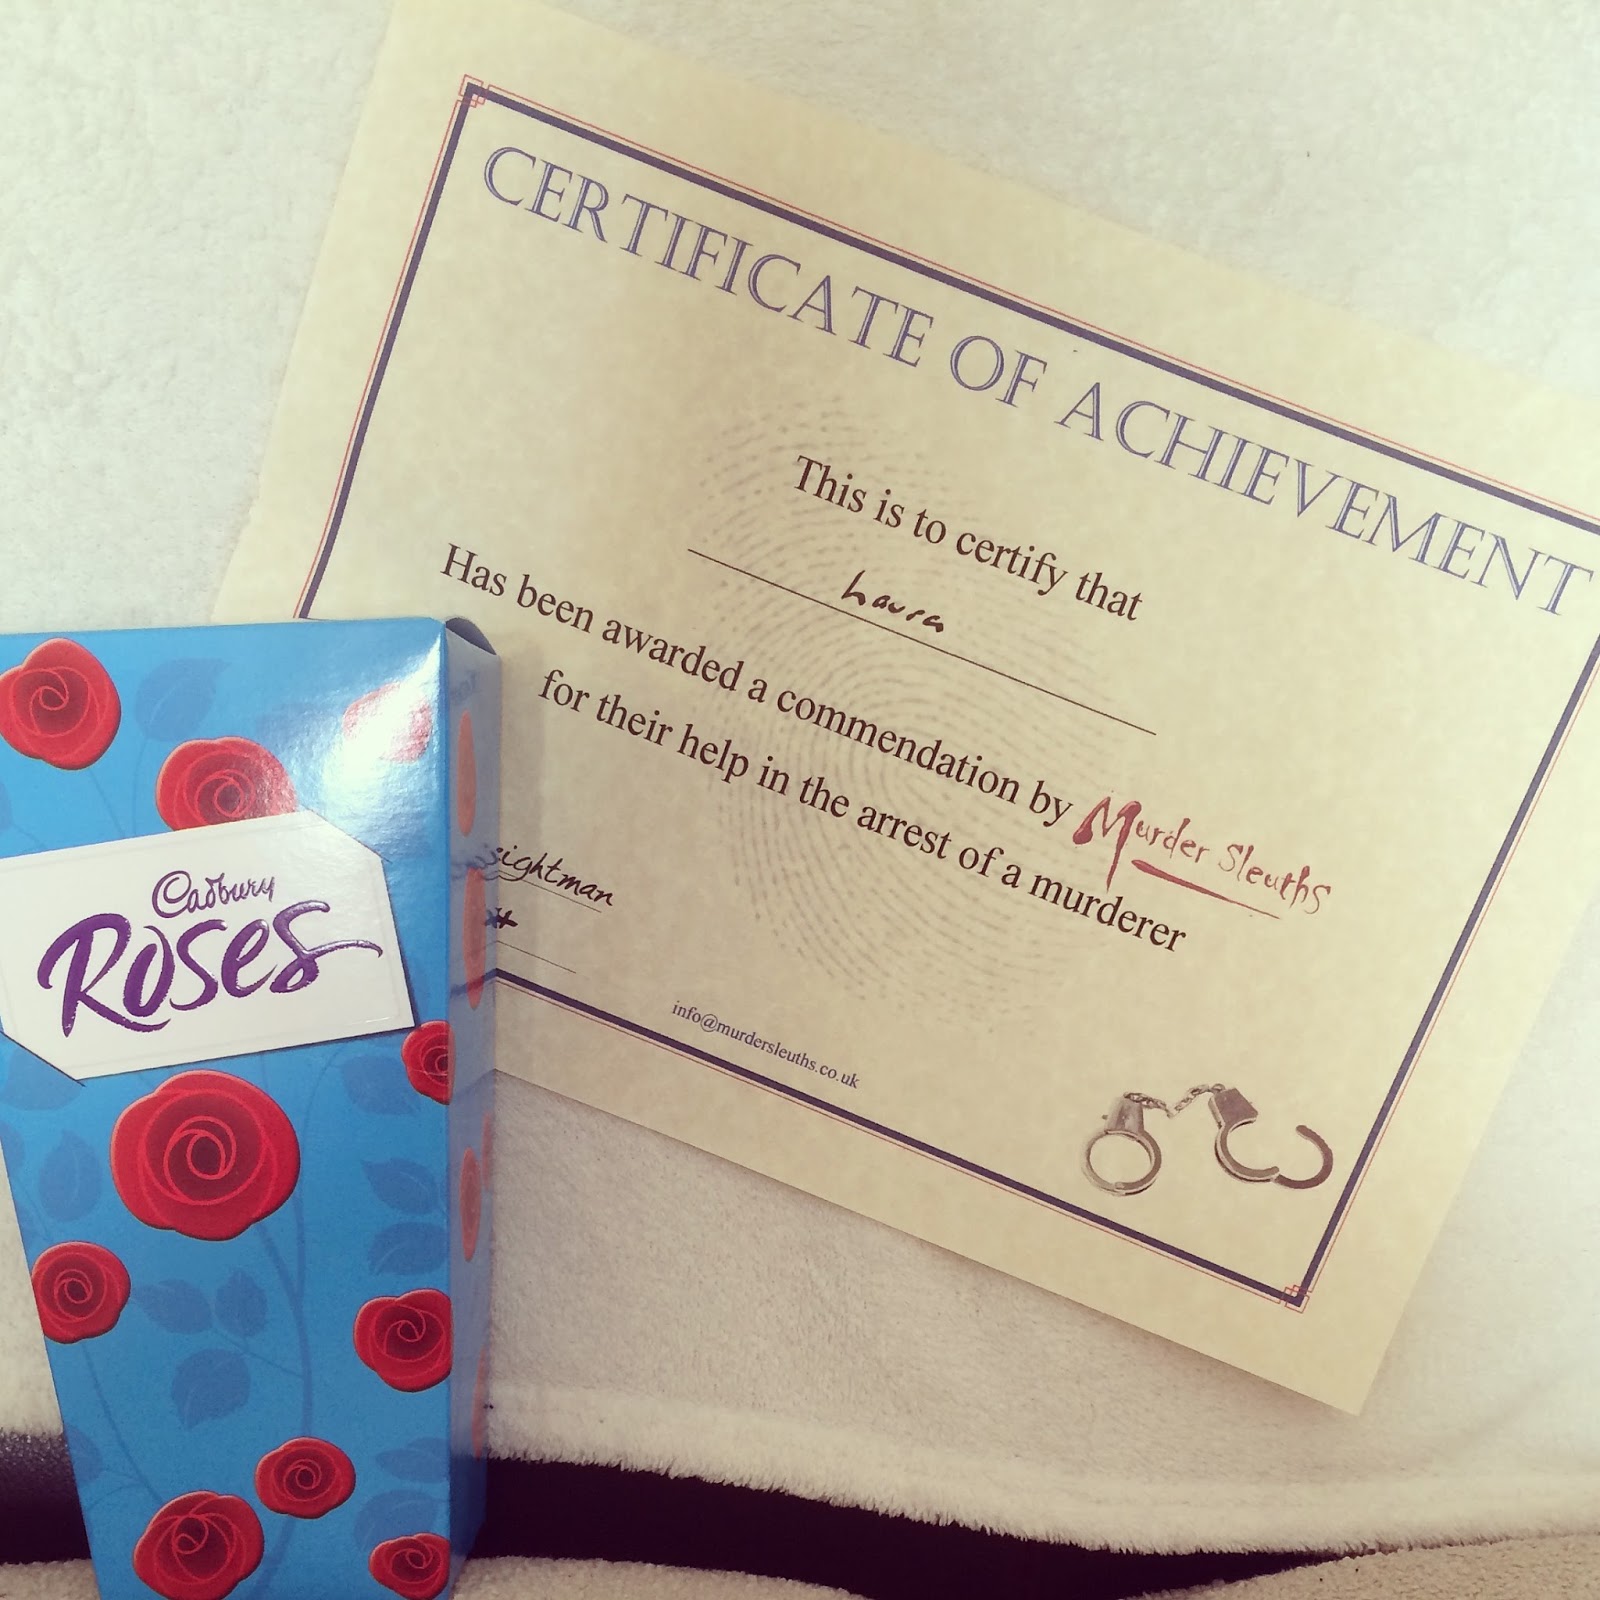 CERTIFICATE OF ACHIEVEMENT
This is to certify that
Laura
Has been awarded a commendation by Murder Sleuths
for their help in the arrest of a murderer
info@murdersleuths.co.uk
Cadbury
Roses